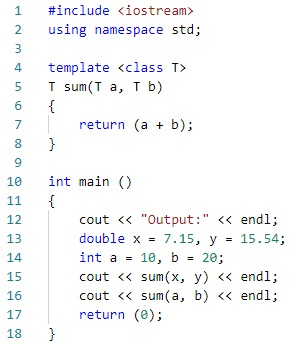 1 #include <iostream>
2 using namespace std;
3
4 template <class T>
5 T sum(T a, T b)
6 {
7     return (a + b);
8 }
9
10 int main ()
11 {
12     cout << "Output:" << endl;
13     double x = 7.15, y = 15.54;
14     int a = 10, b = 20;
15     cout << sum(x, y) << endl;
16     cout << sum(a, b) << endl;
17     return (0);
18 }